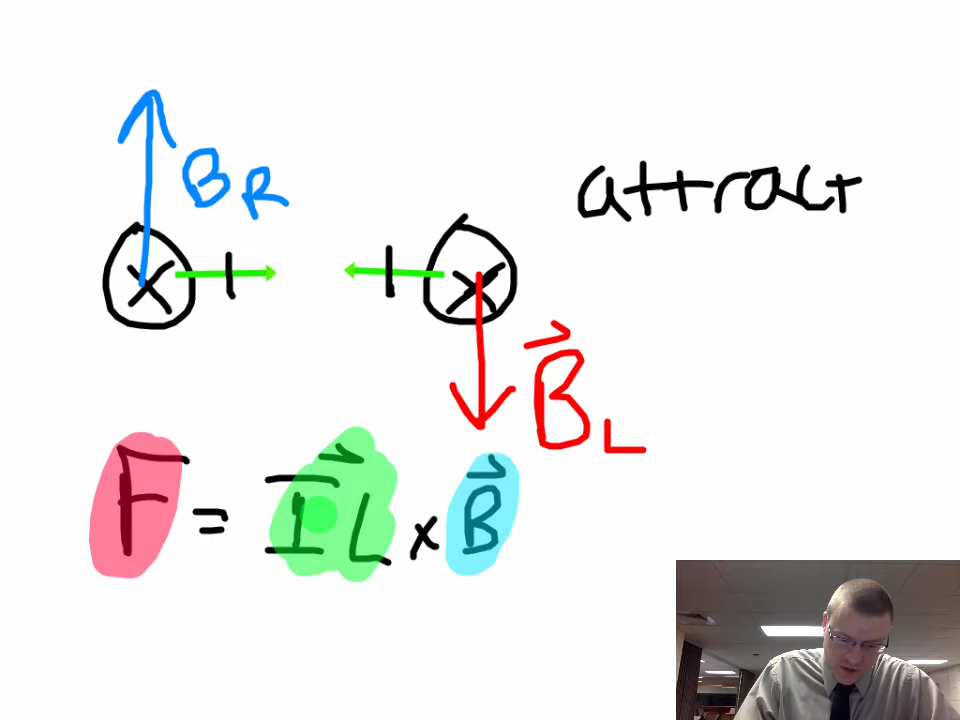 B_R
attract
X X
B_L
F = IL × B